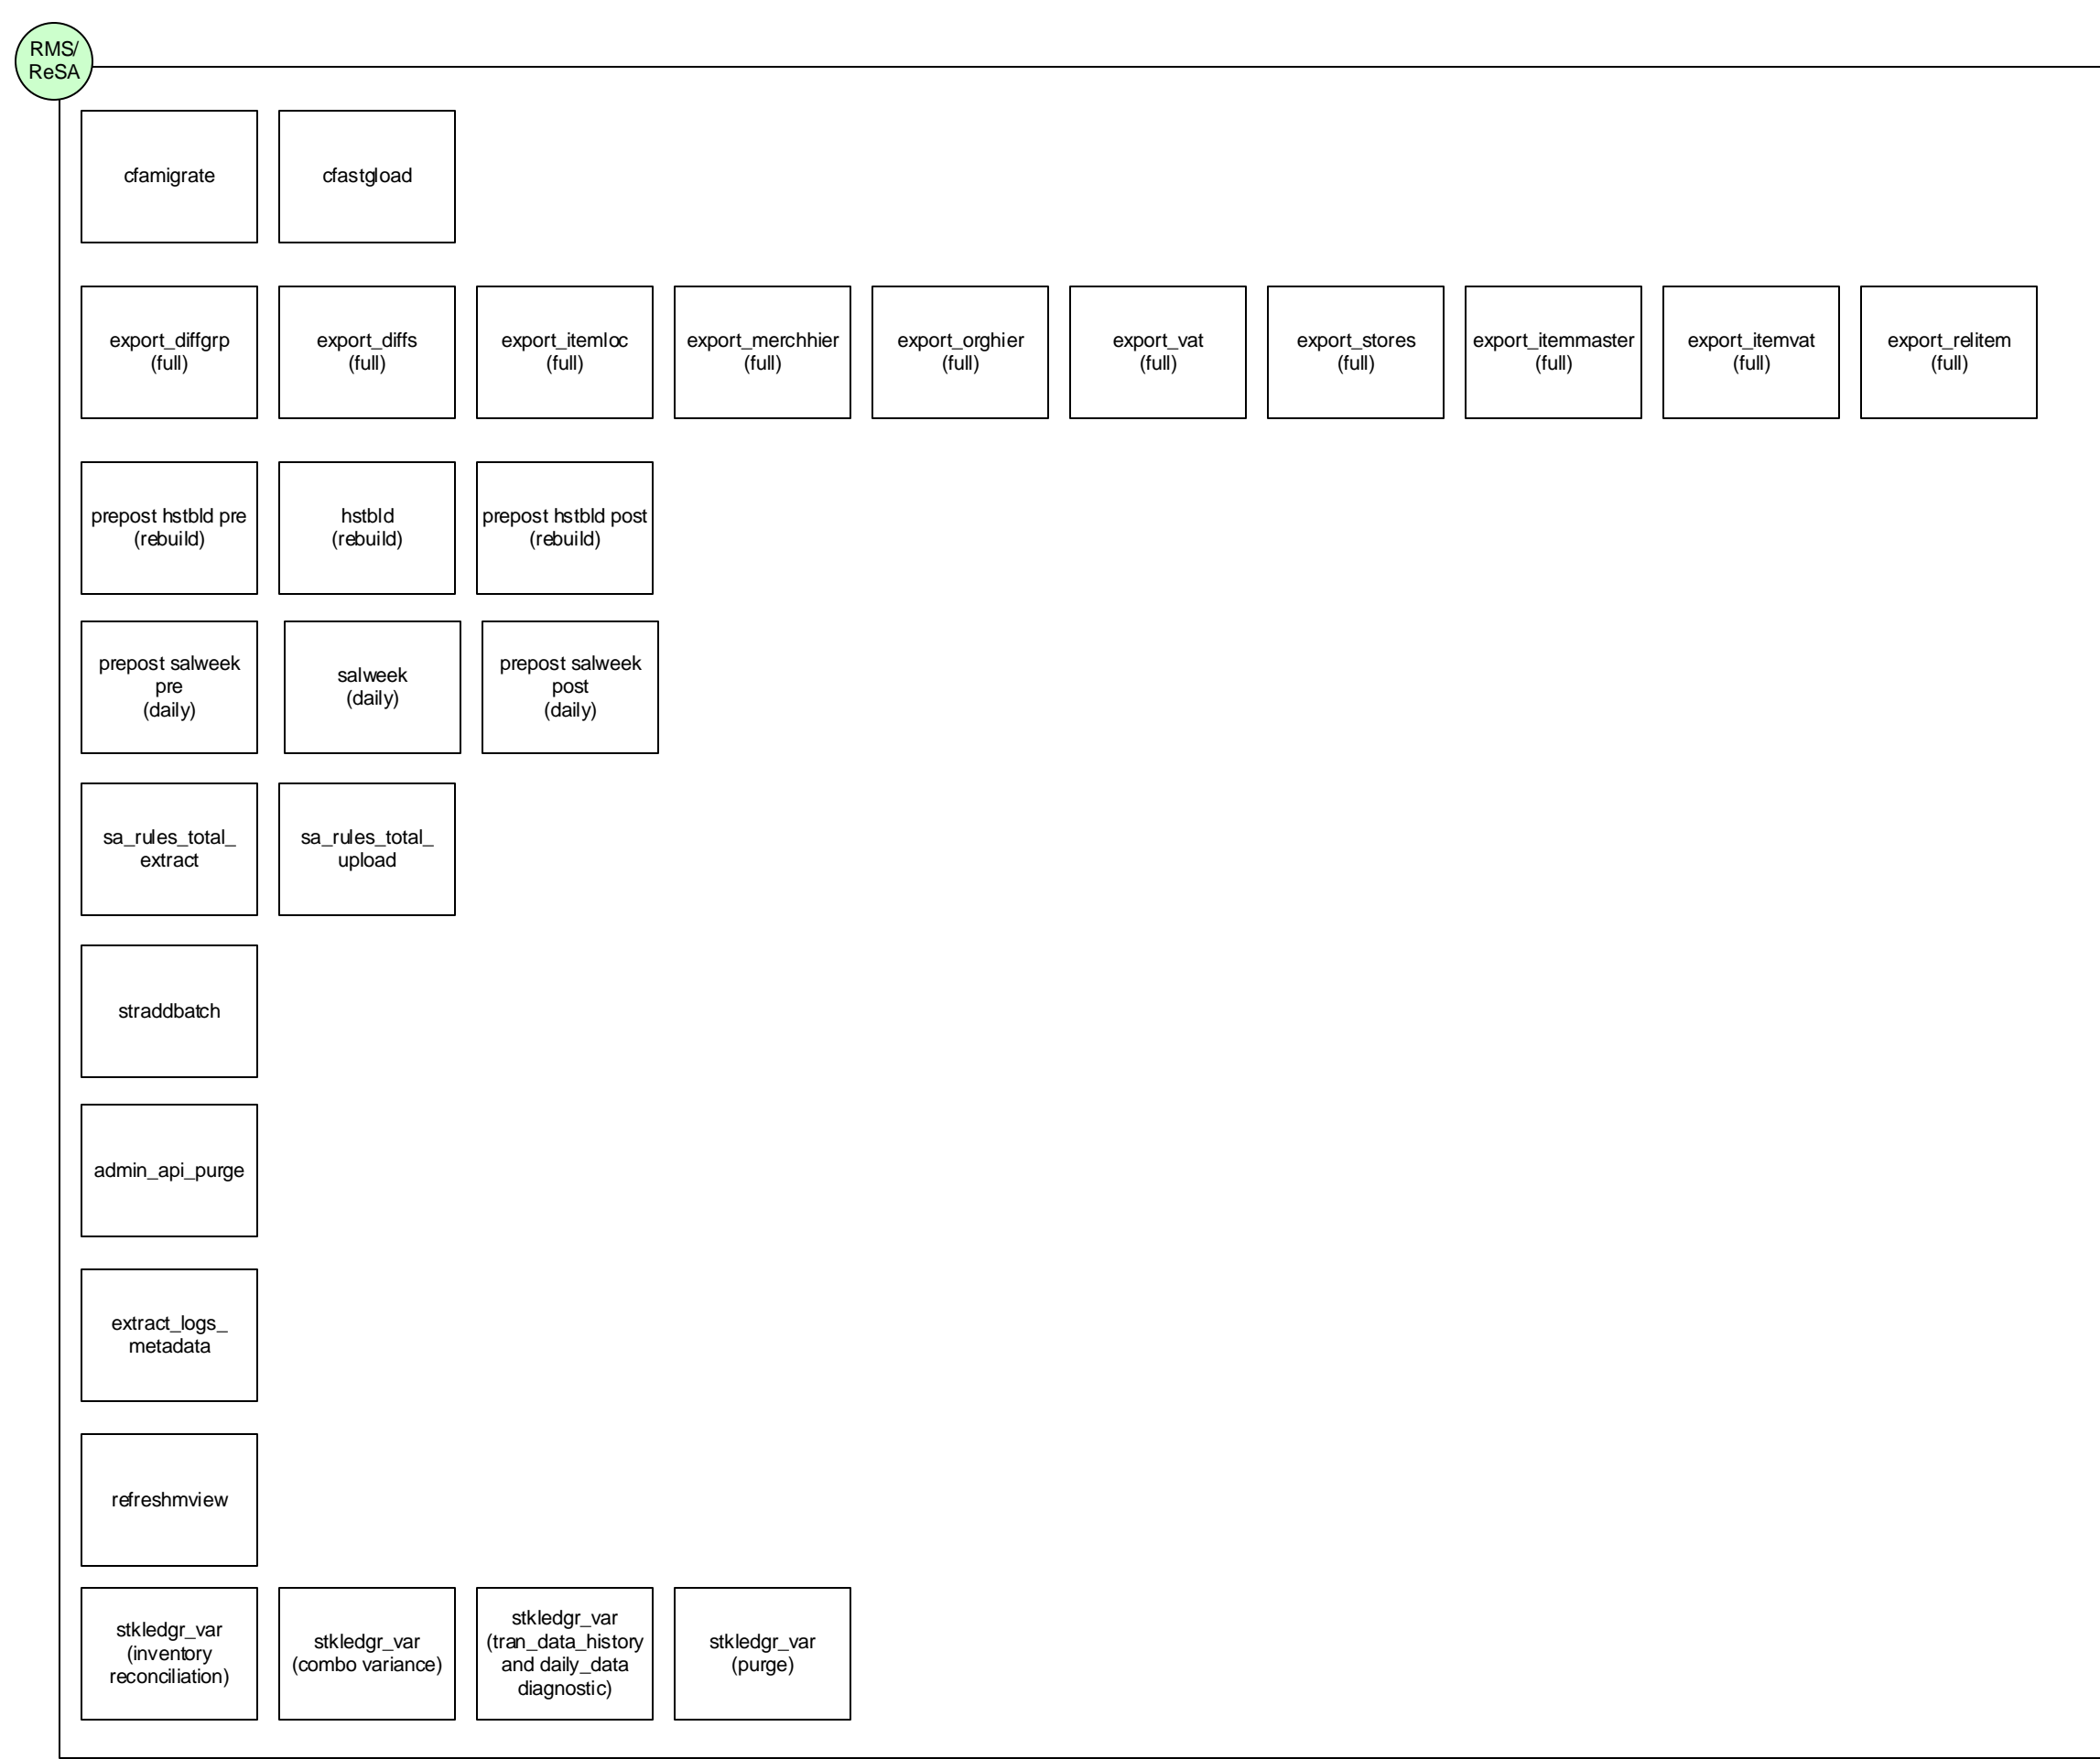 RMS/
ReSA
cfamigrate
cfastgload
export_diffgrp
(full)
export_diffs
(full)
export_itemloc
(full)
export_merchhier
(full)
export_orghier
(full)
export_vat
(full)
export_stores
(full)
export_itemmaster
(full)
export_itemvat
(full)
export_relitem
(full)
prepost hstbld pre
(rebuild)
hstbld
(rebuild)
prepost hstbld post
(rebuild)
prepost salweek
pre
(daily)
salweek
(daily)
prepost salweek
post
(daily)
sa_rules_total_
extract
sa_rules_total_
upload
straddbatch
admin_api_purge
extract_logs_
metadata
refreshmview
stkledgr_var
(inventory
reconciliation)
stkledgr_var
(combo variance)
stkledgr_var
(tran_data_history
and daily_data
diagnostic)
stkledgr_var
(purge)